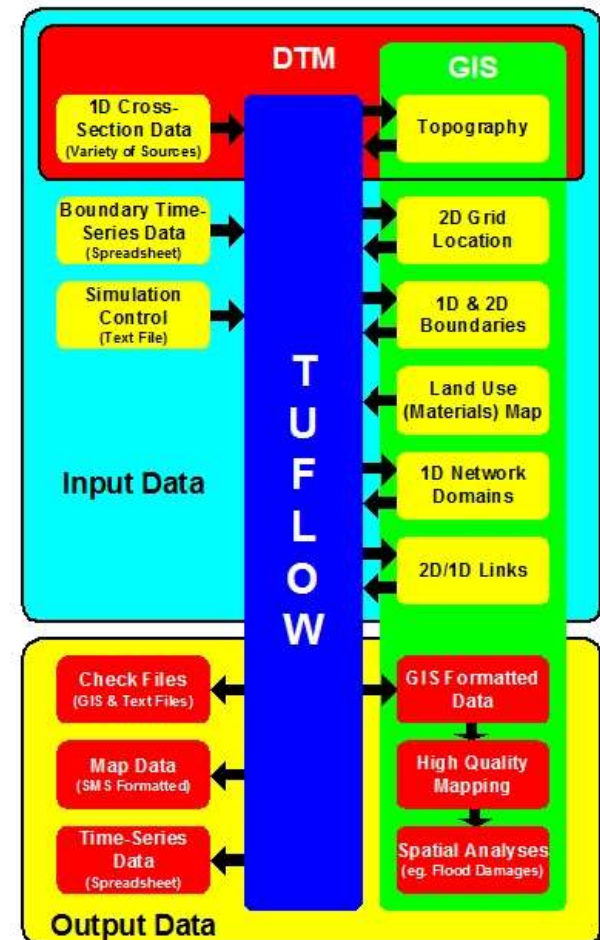 DTM
GIS
1D Cross-
Section Data
(Variety of Sources)
Topography
Boundary Time-
Series Data
(Spreadsheet)
2D Grid
Location
Simulation
Control
(Text File)
1D & 2D
Boundaries
T
U
F
L
O
W
Land Use
(Materials) Map
Input Data
1D Network
Domains
2D/1D Links
Check Files
(GIS & Text Files)
GIS Formatted
Data
Map Data
(SMS Formatted)
High Quality
Mapping
Time-Series
Data
(Spreadsheet)
Spatial Analyses
(eg. Flood Damages)
Output Data